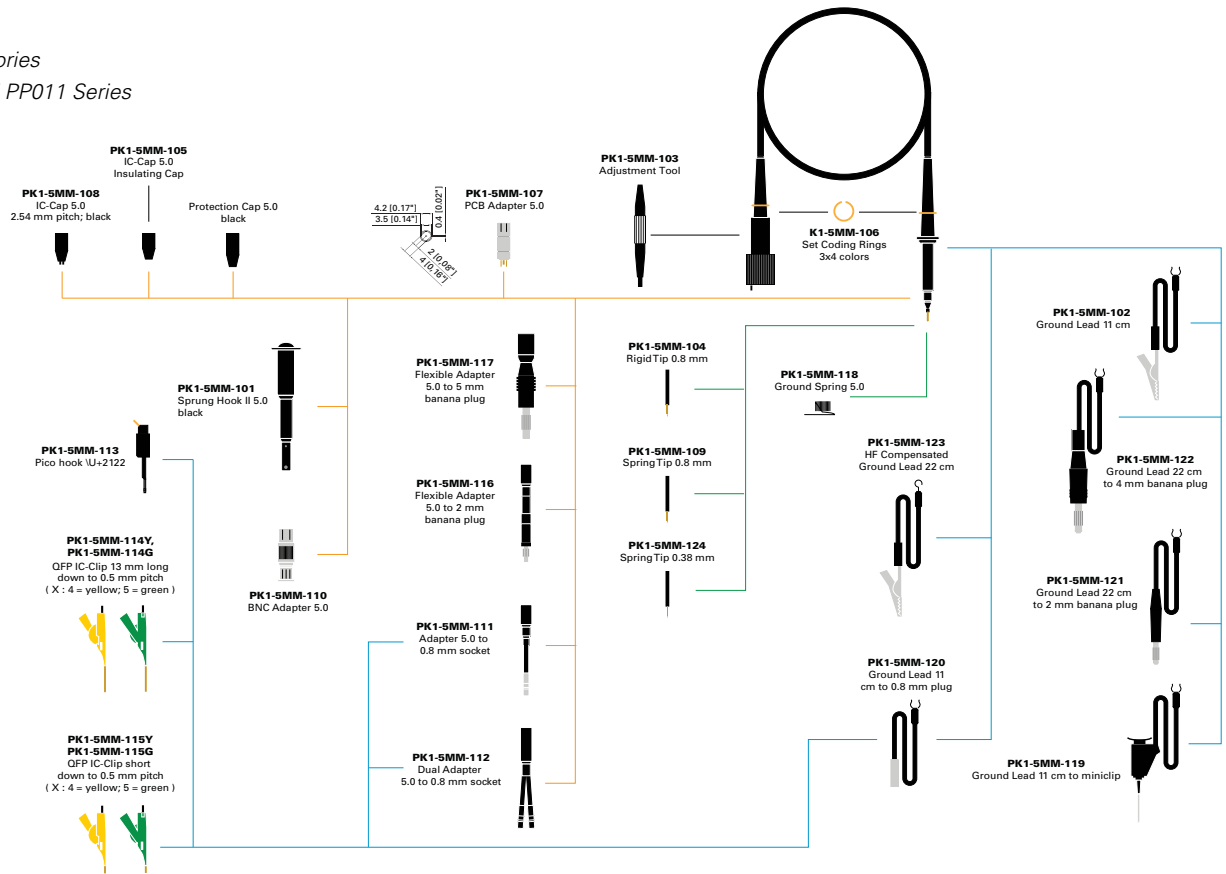 ories
PP011 Series
PK1-5MM-105
IC-Cap 5.0
Insulating Cap
PK1-5MM-108
IC-Cap 5.0
2.54 mm pitch; black
Protection Cap 5.0
black
4.2 [0.17"]
3.5 [0.14"]
0.4 [0.02"]
2 [0,08"]
4 [0,16"]
PK1-5MM-107
PCB Adapter 5.0
PK1-5MM-103
Adjustment Tool
K1-5MM-106
Set Coding Rings
3x4 colors
PK1-5MM-101
Sprung Hook II 5.0
black
PK1-5MM-113
Pico hook \U+2122
PK1-5MM-114Y,
PK1-5MM-114G
QFP IC-Clip 13 mm long
down to 0.5 mm pitch
( X : 4 = yellow; 5 = green )
PK1-5MM-115Y
PK1-5MM-115G
QFP IC-Clip short
down to 0.5 mm pitch
( X : 4 = yellow; 5 = green )
PK1-5MM-110
BNC Adapter 5.0
PK1-5MM-117
Flexible Adapter
5.0 to 5 mm
banana plug
PK1-5MM-116
Flexible Adapter
5.0 to 2 mm
banana plug
PK1-5MM-111
Adapter 5.0 to
0.8 mm socket
PK1-5MM-112
Dual Adapter
5.0 to 0.8 mm socket
PK1-5MM-104
Rigid Tip 0.8 mm
PK1-5MM-109
Spring Tip 0.8 mm
PK1-5MM-124
Spring Tip 0.38 mm
PK1-5MM-118
Ground Spring 5.0
PK1-5MM-123
HF Compensated
Ground Lead 22 cm
PK1-5MM-120
Ground Lead 11
cm to 0.8 mm plug
PK1-5MM-102
Ground Lead 11 cm
PK1-5MM-122
Ground Lead 22 cm
to 4 mm banana plug
PK1-5MM-121
Ground Lead 22 cm
to 2 mm banana plug
PK1-5MM-119
Ground Lead 11 cm to miniclip